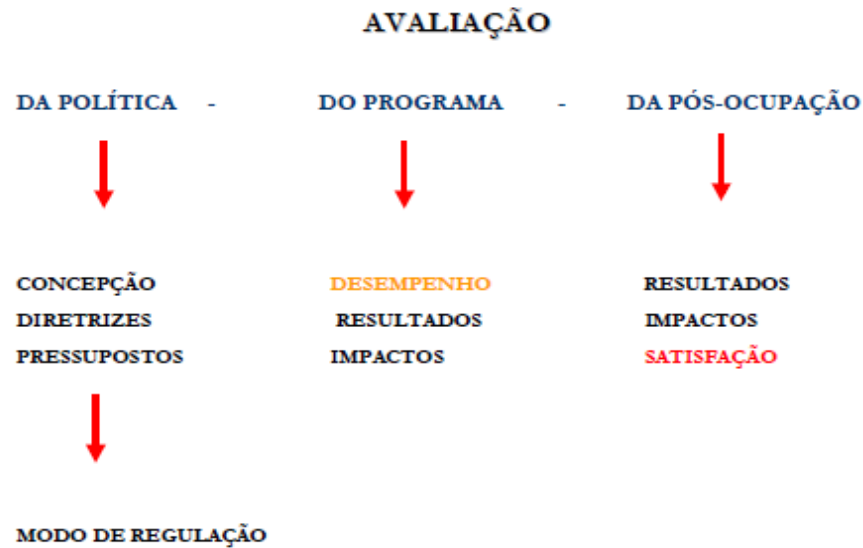 AVALIAÇÃO
DA POLÍTICA - DO PROGRAMA - DA PÓS-OCUPAÇÃO
CONCEPÇÃO DESEMPENHO RESULTADOS
DIRETRIZES RESULTADOS IMPACTOS
PRESSUPOSTOS IMPACTOS SATISFAÇÃO
MODO DE REGULAÇÃO